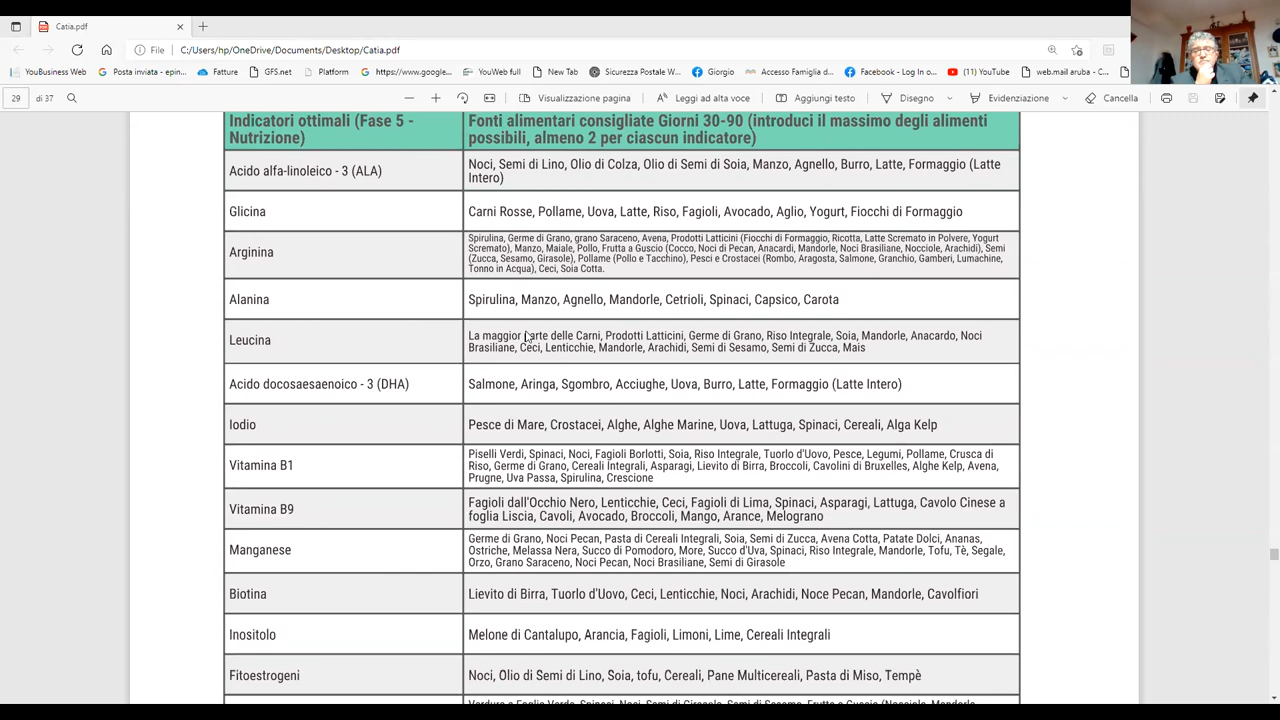 Catia.pdf
File
C:/Users/hp/OneDrive/Documents/Desktop/Catia.pdf
YouBusiness Web
Posta inviata - epin...
Fatture
GFS.net
Platform
https://www.google...
YouWeb full
New Tab
Sicurezza Postale W...
Giorgio
Accesso Famiglia d...
Facebook - Log In o...
(11) YouTube
web.mail aruba - C...
29 di 37
Visualizzazione pagina
Leggi ad alta voce
Aggiungi testo
Disegno
Evidenziazione
Cancella
Indicatori ottimali (Fase 5 -
Nutrizione)
Fonti alimentari consigliate Giorni 30-90 (introduci il massimo degli alimenti
possibili, almeno 2 per ciascun indicatore)
Acido alfa-linoleico - 3 (ALA)
Noci, Semi di Lino, Olio di Colza, Olio di Semi di Soia, Manzo, Agnello, Burro, Latte, Formaggio (Latte
Intero)
Glicina
Carni Rosse, Pollame, Uova, Latte, Riso, Fagioli, Avocado, Aglio, Yogurt, Fiocchi di Formaggio
Arginina
Spirulina, Germe di Grano, grano Saraceno, Avena, Prodotti Latticini (Fiocchi di Formaggio, Ricotta, Latte Scremato in Polvere, Yogurt
Scremato), Manzo, Maiale, Pollo, Frutta a Guscio (Cocco, Noci di Pecan, Anacardi, Mandorle, Noci Brasiliane, Nocciole, Arachidi), Semi
(Zucca, Sesamo, Girasole), Pollame (Pollo e Tacchino), Pesci e Crostacei (Rombo, Aragosta, Salmone, Granchio, Gamberi, Lumachine,
Tonno in Acqua), Ceci, Soia Cotta.
Alanina
Spirulina, Manzo, Agnello, Mandorle, Cetrioli, Spinaci, Capsico, Carota
Leucina
La maggior parte delle Carni, Prodotti Latticini, Germe di Grano, Riso Integrale, Soia, Mandorle, Anacardo, Noci
Brasiliane, Ceci, Lenticchie, Mandorle, Arachidi, Semi di Sesamo, Semi di Zucca, Mais
Acido docosaesaenoico - 3 (DHA)
Salmone, Aringa, Sgombro, Acciughe, Uova, Burro, Latte, Formaggio (Latte Intero)
Iodio
Pesce di Mare, Crostacei, Alghe, Alghe Marine, Uova, Lattuga, Spinaci, Cereali, Alga Kelp
Vitamina B1
Piselli Verdi, Spinaci, Noci, Fagioli Borlotti, Soia, Riso Integrale, Tuorlo d'Uovo, Pesce, Legumi, Pollame, Crusca di
Riso, Germe di Grano, Cereali Integrali, Asparagi, Lievito di Birra, Broccoli, Cavolini di Bruxelles, Alghe Kelp, Avena,
Prugne, Uva Passa, Spirulina, Crescione
Vitamina B9
Fagioli dall'Occhio Nero, Lenticchie, Ceci, Fagioli di Lima, Spinaci, Asparagi, Lattuga, Cavolo Cinese a
foglia Liscia, Cavoli, Avocado, Broccoli, Mango, Arance, Melograno
Manganese
Germe di Grano, Noci Pecan, Pasta di Cereali Integrali, Soia, Semi di Zucca, Avena Cotta, Patate Dolci, Ananas,
Ostriche, Melassa Nera, Succo di Pomodoro, More, Succo d'Uva, Spinaci, Riso Integrale, Mandorle, Tofu, Tè, Segale,
Orzo, Grano Saraceno, Noci Pecan, Noci Brasiliane, Semi di Girasole
Biotina
Lievito di Birra, Tuorlo d'Uovo, Ceci, Lenticchie, Noci, Arachidi, Noce Pecan, Mandorle, Cavolfiori
Inositolo
Melone di Cantalupo, Arancia, Fagioli, Limoni, Lime, Cereali Integrali
Fitoestrogeni
Noci, Olio di Semi di Lino, Soia, tofu, Cereali, Pane Multicereali, Pasta di Miso, Tempè